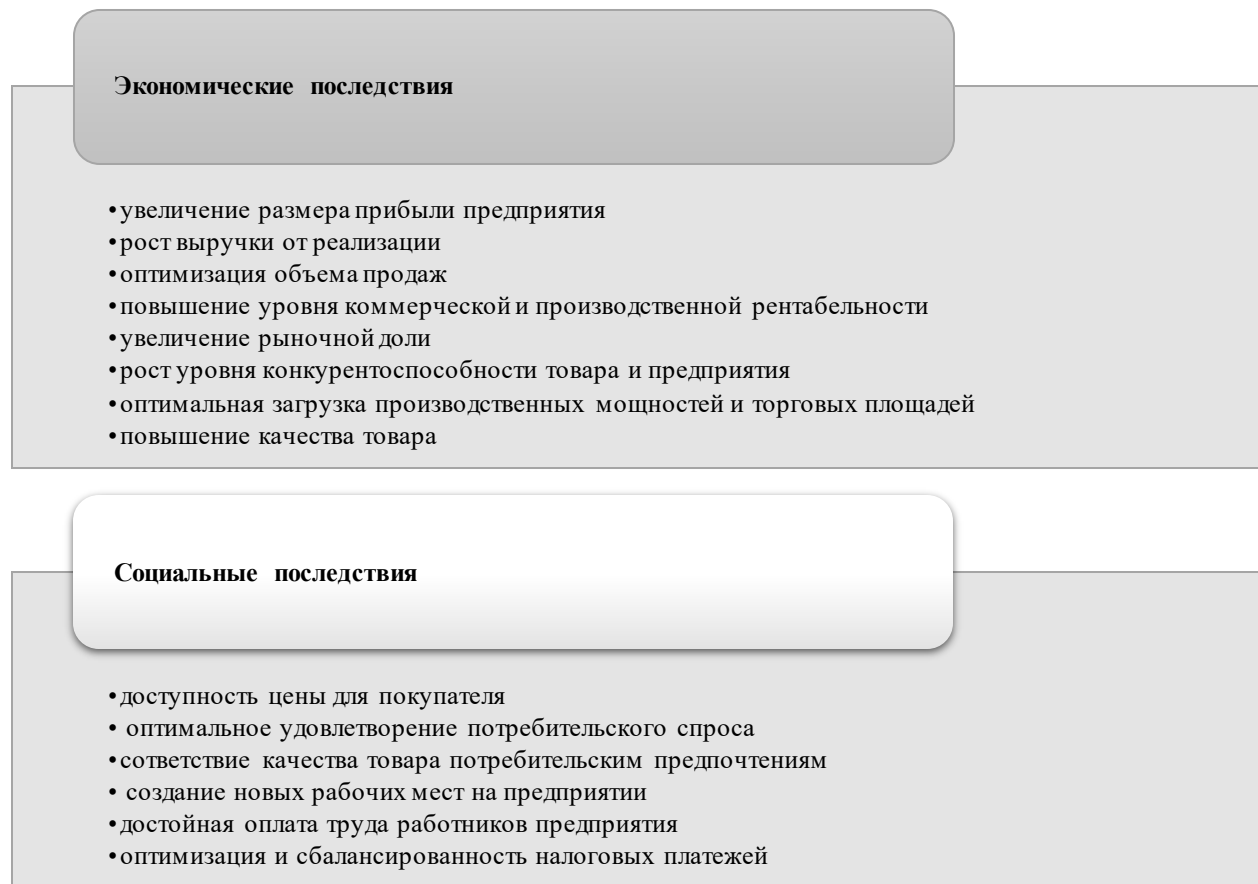 Экономические последствия
•увеличение размера прибыли предприятия
•рост выручки от реализации
•оптимизация объема продаж
•повышение уровня коммерческой и производственной рентабельности
•увеличение рыночной доли
•рост уровня конкурентоспособности товара и предприятия
•оптимальная загрузка производственных мощностей и торговых площадей
•повышение качества товара
Социальные последствия
•доступность цены для покупателя
• оптимальное удовлетворение потребительского спроса
•сответствие качества товара потребительским предпочтениям
• создание новых рабочих мест на предприятии
•достойная оплата труда работников предприятия
•оптимизация и сбалансированность налоговых платежей